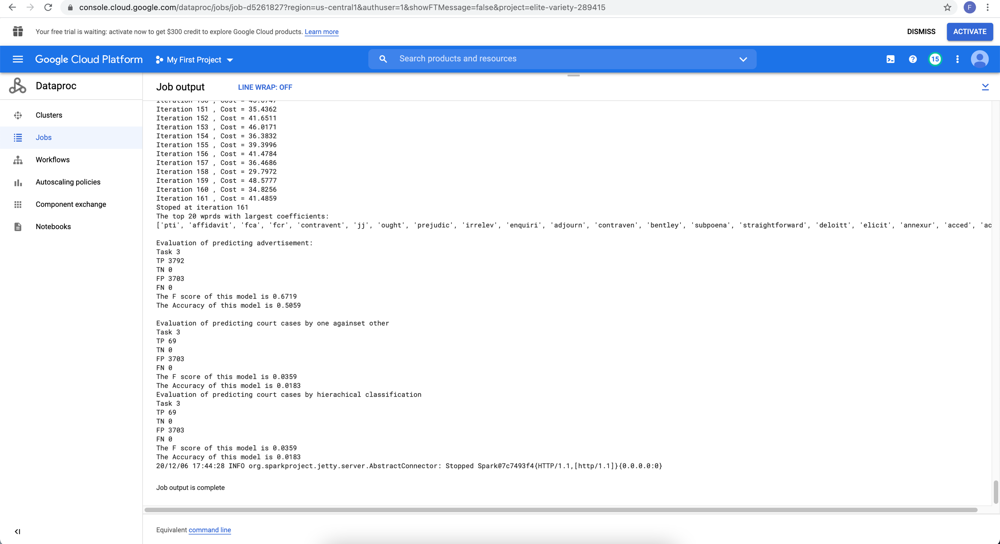 console.cloud.google.com/dataproc/jobs/job-d5261827?region=us-central1&authuser=1&showFTMessage=false&project=elite-variety-289415
F
Your free trial is waiting: activate now to get $300 credit to explore Google Cloud products. Learn more
DISMISS
ACTIVATE
Google Cloud Platform
My First Project
Search products and resources
15
Dataproc
Clusters
Jobs
Workflows
Autoscaling policies
Component exchange
Notebooks
Job output
LINE WRAP: OFF
Iteration 151 , Cost = 35.4362
Iteration 152 , Cost = 41.6511
Iteration 153 , Cost = 46.0171
Iteration 154 , Cost = 36.3832
Iteration 155 , Cost = 39.3996
Iteration 156 , Cost = 41.4784
Iteration 157 , Cost = 36.4686
Iteration 158 , Cost = 29.7972
Iteration 159 , Cost = 48.5777
Iteration 160 , Cost = 34.8256
Iteration 161 , Cost = 41.4859
Stoped at iteration 161
The top 20 wprds with largest coefficients:
['pti', 'affidavit', 'fca', 'fcr', 'contravent', 'jj', 'ought', 'prejudic', 'irrelev', 'enquiri', 'adjourn', 'contraven', 'bentley', 'subpoena', 'straightforward', 'deloitt', 'elicit', 'annexur', 'acced', 'ac
Evaluation of predicting advertisement:
Task 3
TP 3792
TN 0
FP 3703
FN 0
The F score of this model is 0.6719
The Accuracy of this model is 0.5059
Evaluation of predicting court cases by one againset other
Task 3
TP 69
TN 0
FP 3703
FN 0
The F score of this model is 0.0359
The Accuracy of this model is 0.0183
Evaluation of predicting court cases by hierachical classification
Task 3
TP 69
TN 0
FP 3703
FN 0
The F score of this model is 0.0359
The Accuracy of this model is 0.0183
20/12/06 17:44:28 INFO org.sparkproject.jetty.server.AbstractConnector: Stopped Spark@7c7493f4{HTTP/1.1,[http/1.1]}{0.0.0.0:0}
Job output is complete
Equivalent command line